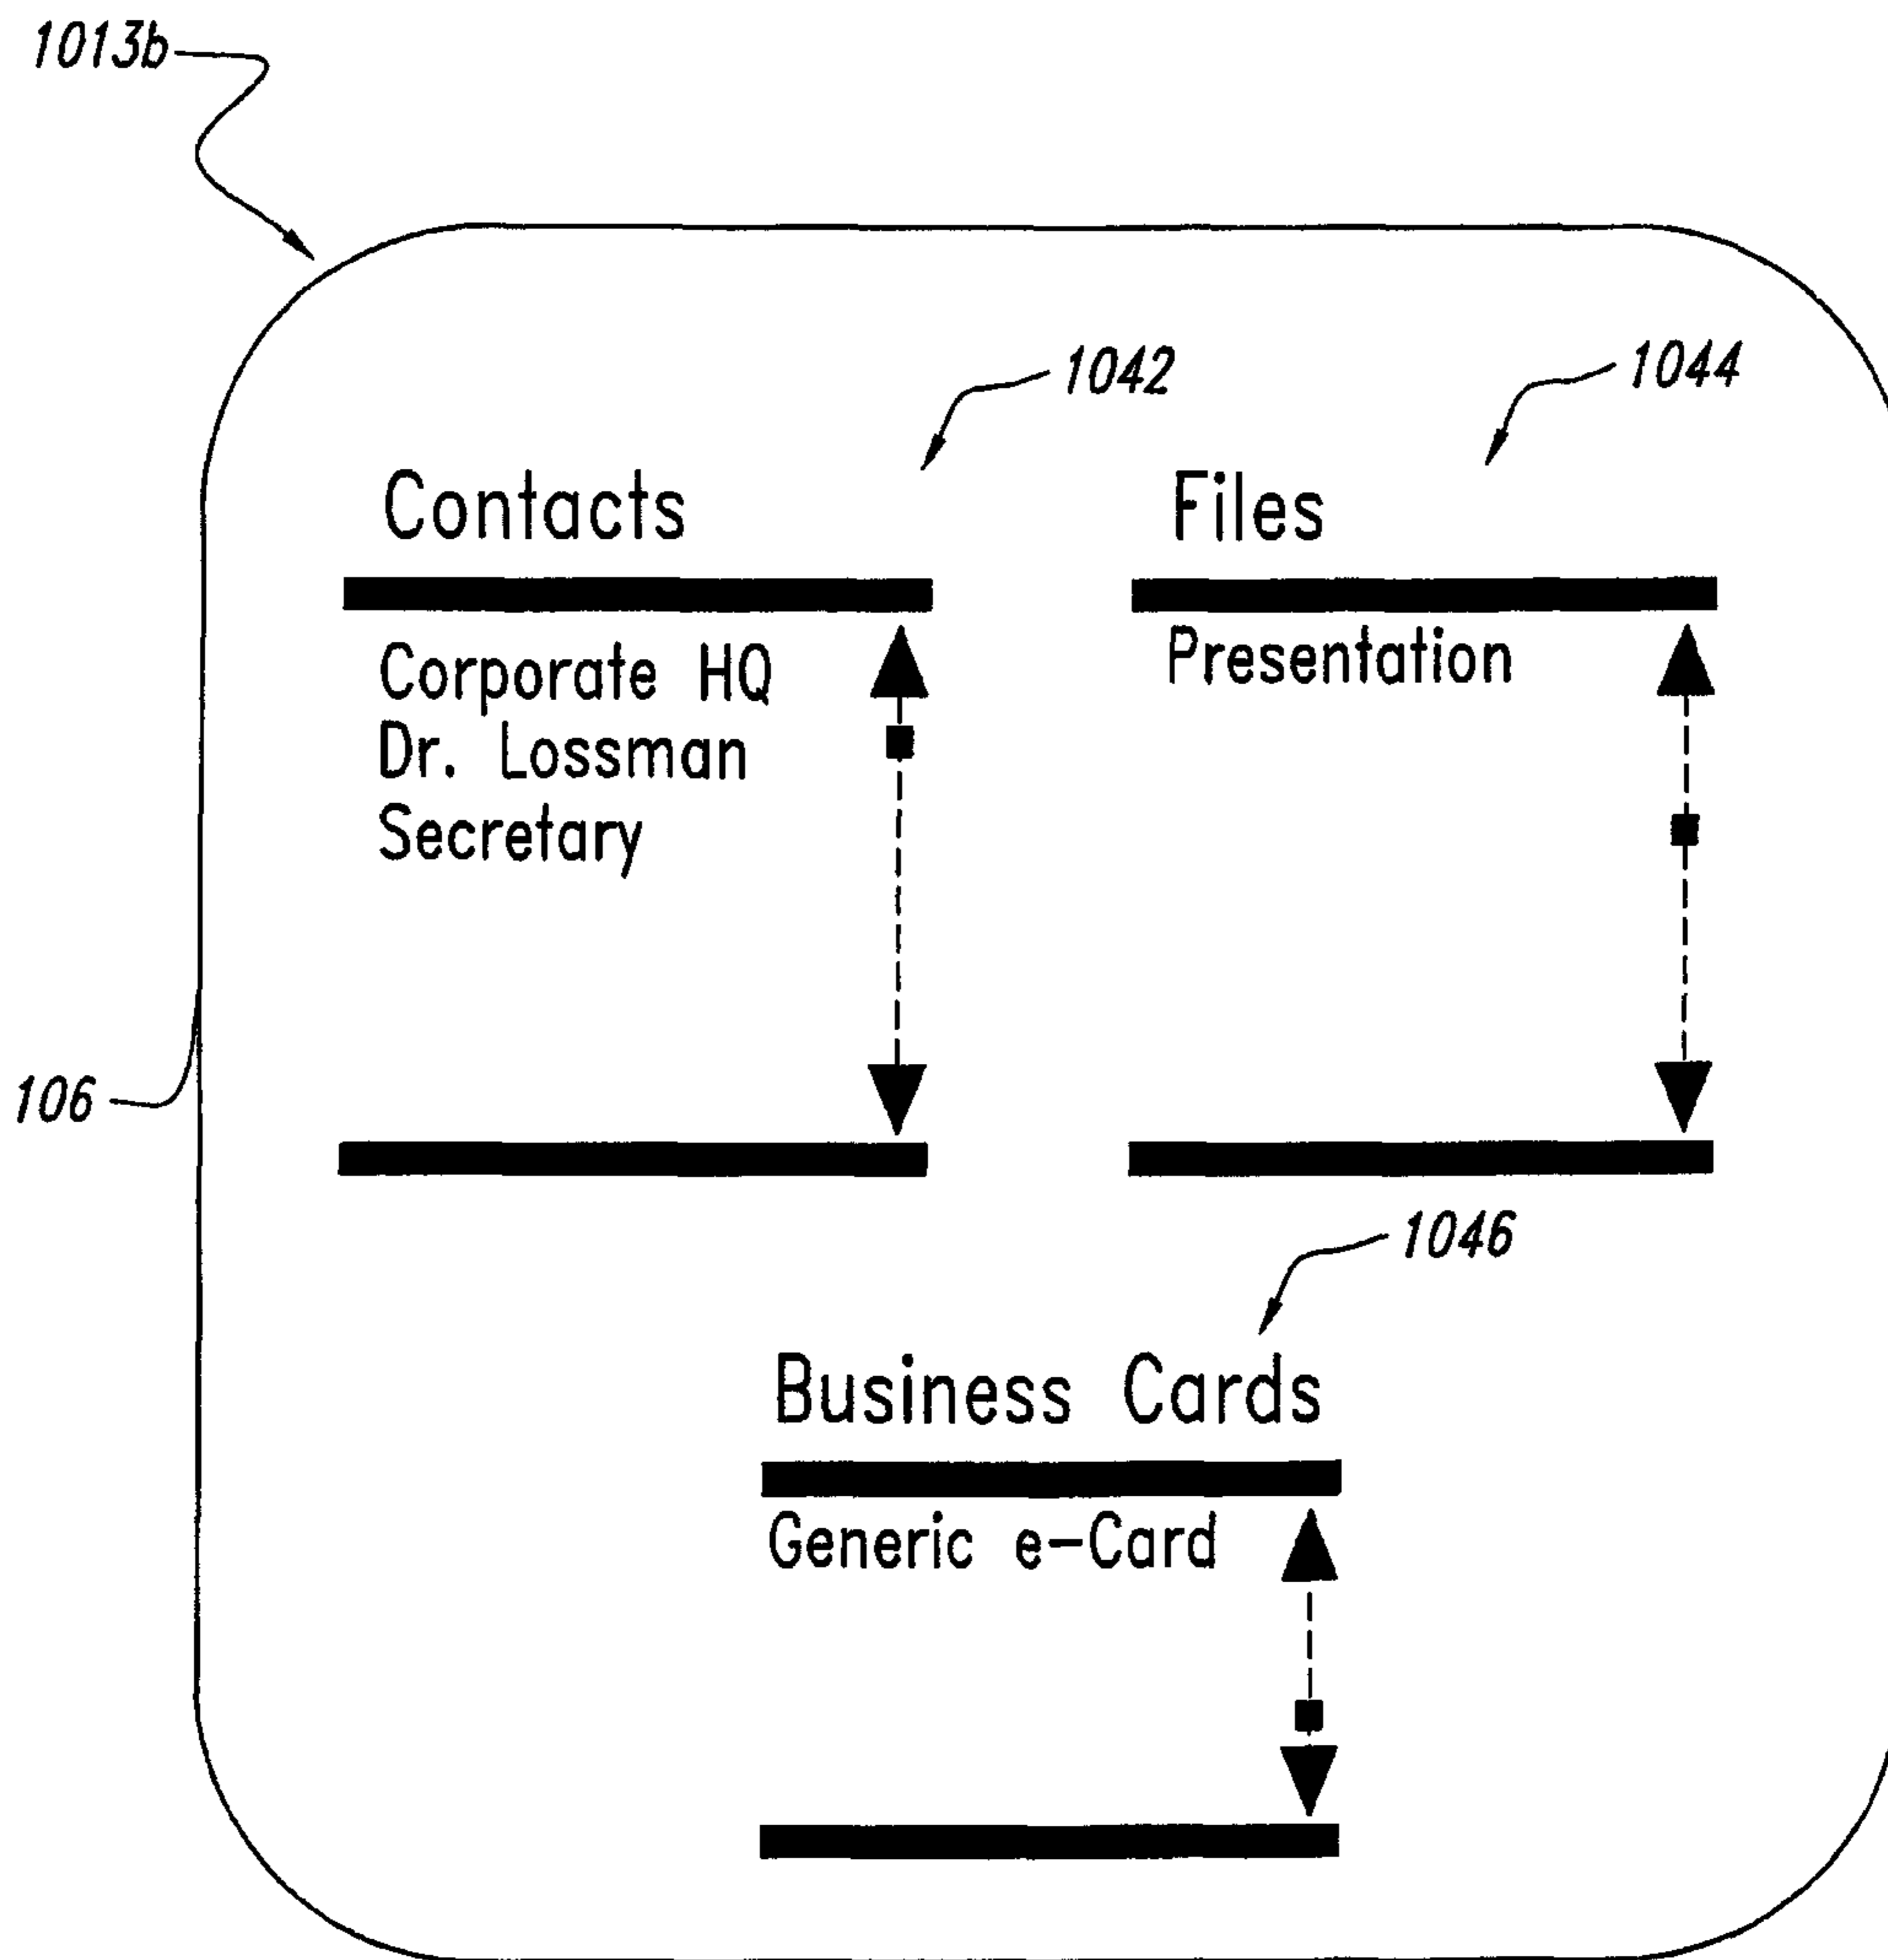 1013b
1042
1044
Contacts
Files
Corporate HQ
Dr. Lossman
Secretary
Presentation
106
1046
Business Cards
Generic e-Card